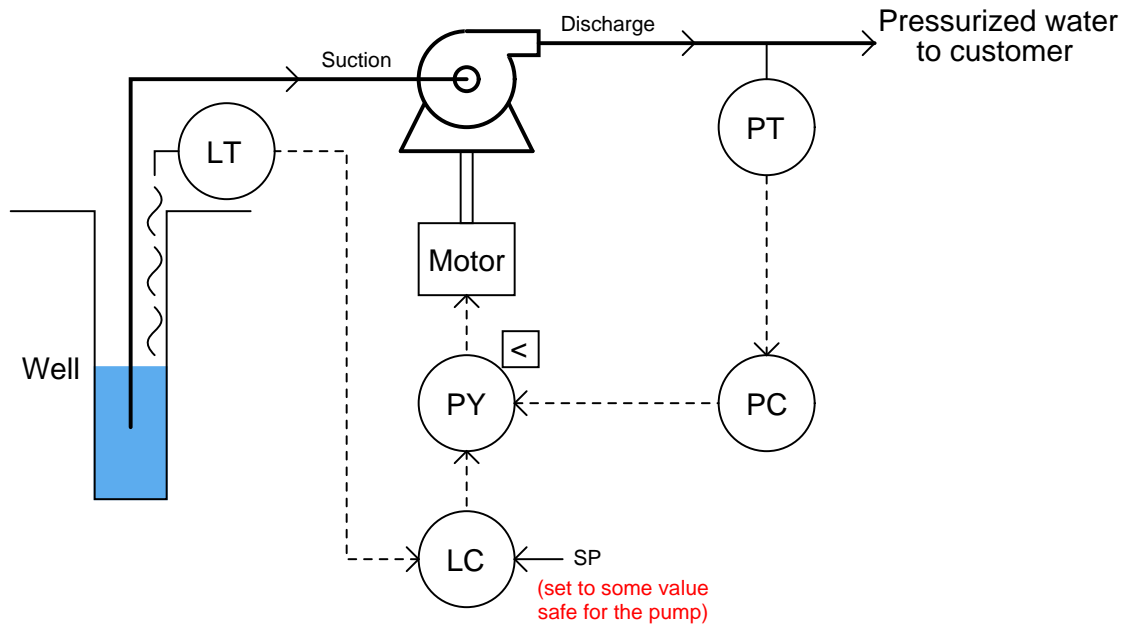 Pressurized water
to customer
Discharge
Suction
LT
PT
Motor
Well
<
PY
PC
LC
SP
(set to some value
safe for the pump)